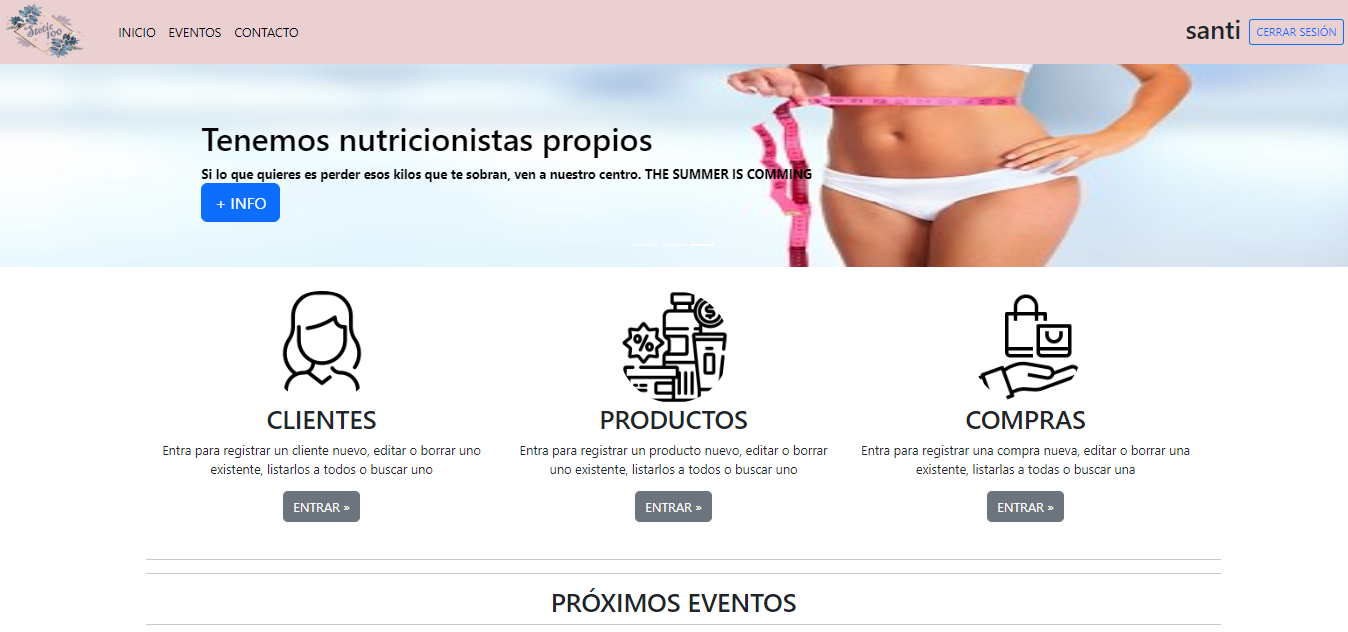 Stetic
100
INICIO EVENTOS CONTACTO
santi CERRAR SESIÓN
Tenemos nutricionistas propios
Si lo que quieres es perder esos kilos que te sobran, ven a nuestro centro. THE SUMMER IS COMMING
+ INFO
$
%
CLIENTES
Entra para registrar un cliente nuevo, editar o borrar uno
existente, listarlos a todos o buscar uno
ENTRAR »
PRODUCTOS
Entra para registrar un producto nuevo, editar o borrar
uno existente, listarlos a todos o buscar uno
ENTRAR »
COMPRAS
Entra para registrar una compra nueva, editar o borrar una
existente, listarlas a todas o buscar una
ENTRAR »
PRÓXIMOS EVENTOS